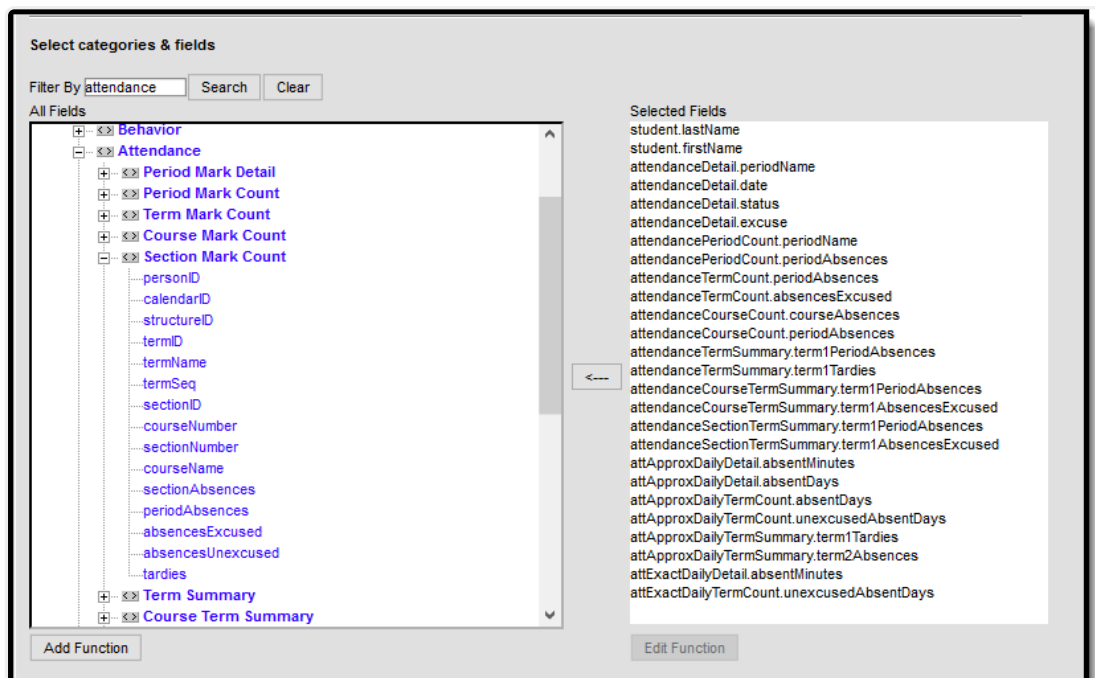 Select categories & fields
Filter By attendance Search Clear
All Fields
Behavior
Attendance
Period Mark Detail
Period Mark Count
Term Mark Count
Course Mark Count
Section Mark Count
personID
calendarID
structureID
termID
termName
termSeq
sectionID
courseNumber
sectionNumber
courseName
sectionAbsences
periodAbsences
absencesExcused
absencesUnexcused
tardies
Term Summary
Course Term Summary
Add Function
<---
Selected Fields
student.lastName
student.firstName
attendanceDetail.periodName
attendanceDetail.date
attendanceDetail.status
attendanceDetail.excuse
attendancePeriodCount.periodName
attendancePeriodCount.periodAbsences
attendanceTermCount.periodAbsences
attendanceTermCount.absencesExcused
attendanceCourseCount.courseAbsences
attendanceCourseCount.periodAbsences
attendanceTermSummary.term1PeriodAbsences
attendanceTermSummary.term1Tardies
attendanceCourseTermSummary.term1PeriodAbsences
attendanceCourseTermSummary.term1AbsencesExcused
attendanceSectionTermSummary.term1PeriodAbsences
attendanceSectionTermSummary.term1AbsencesExcused
attApproxDailyDetail.absentMinutes
attApproxDailyDetail.absentDays
attApproxDailyTermCount.absentDays
attApproxDailyTermCount.unexcusedAbsentDays
attApproxDailyTermSummary.term1Tardies
attApproxDailyTermSummary.term2Absences
attExactDailyDetail.absentMinutes
attExactDailyTermCount.unexcusedAbsentDays
Edit Function